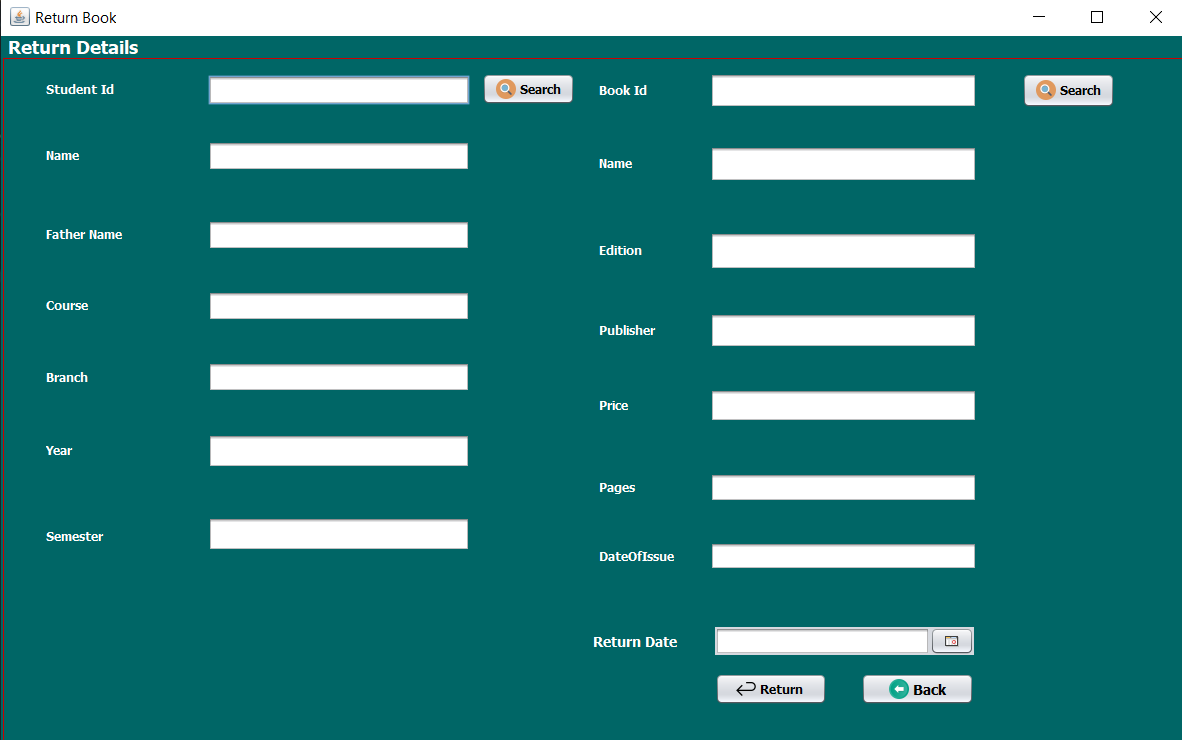 Return Book
Return Details
Student Id
Search
Book Id
Search
Name
Name
Father Name
Edition
Course
Publisher
Branch
Price
Year
Pages
Semester
DateOfIssue
Return Date
Return
Back